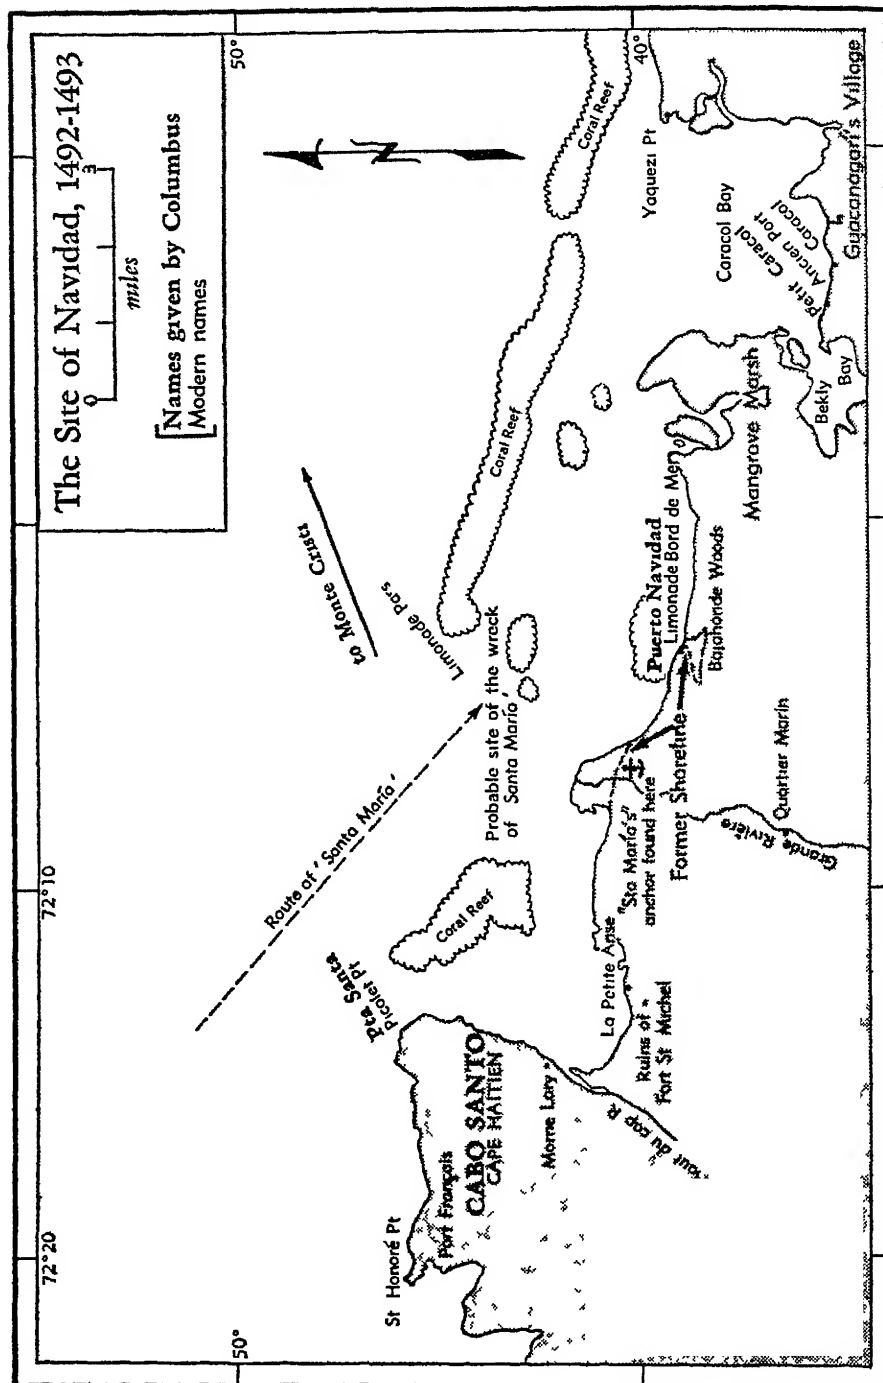 The Site of Navidad, 1492-1493
0 3
miles
Names given by Columbus
Modern names
72°20
72°10
50°
50°
40°
to Monte Cristi
Route of 'Santa María'
Limonade Pass
Coral Reef
Coral Reef
Coral Reef
Probable site of the wreck
of 'Santa María'
Pta Santa
Picolet Pt
St Honoré Pt
Port Français
CABO SANTO
CAPE HAÏTIEN
Morne Lory
Haut du cap R
La Petite Anse
Ruins of
Fort St Michel
"Sta María's"
anchor found here
Former Shoreline
Grande
Rivière
Quartier Marin
Puerto Navidad
Limonade Bord de Mer
Bajahonde Woods
Mangrove Marsh
Bekly
Bay
Yaquezi Pt
Caracol Bay
Petit Caracol
Ancien Port
Caracol
Guacanagarí's Village